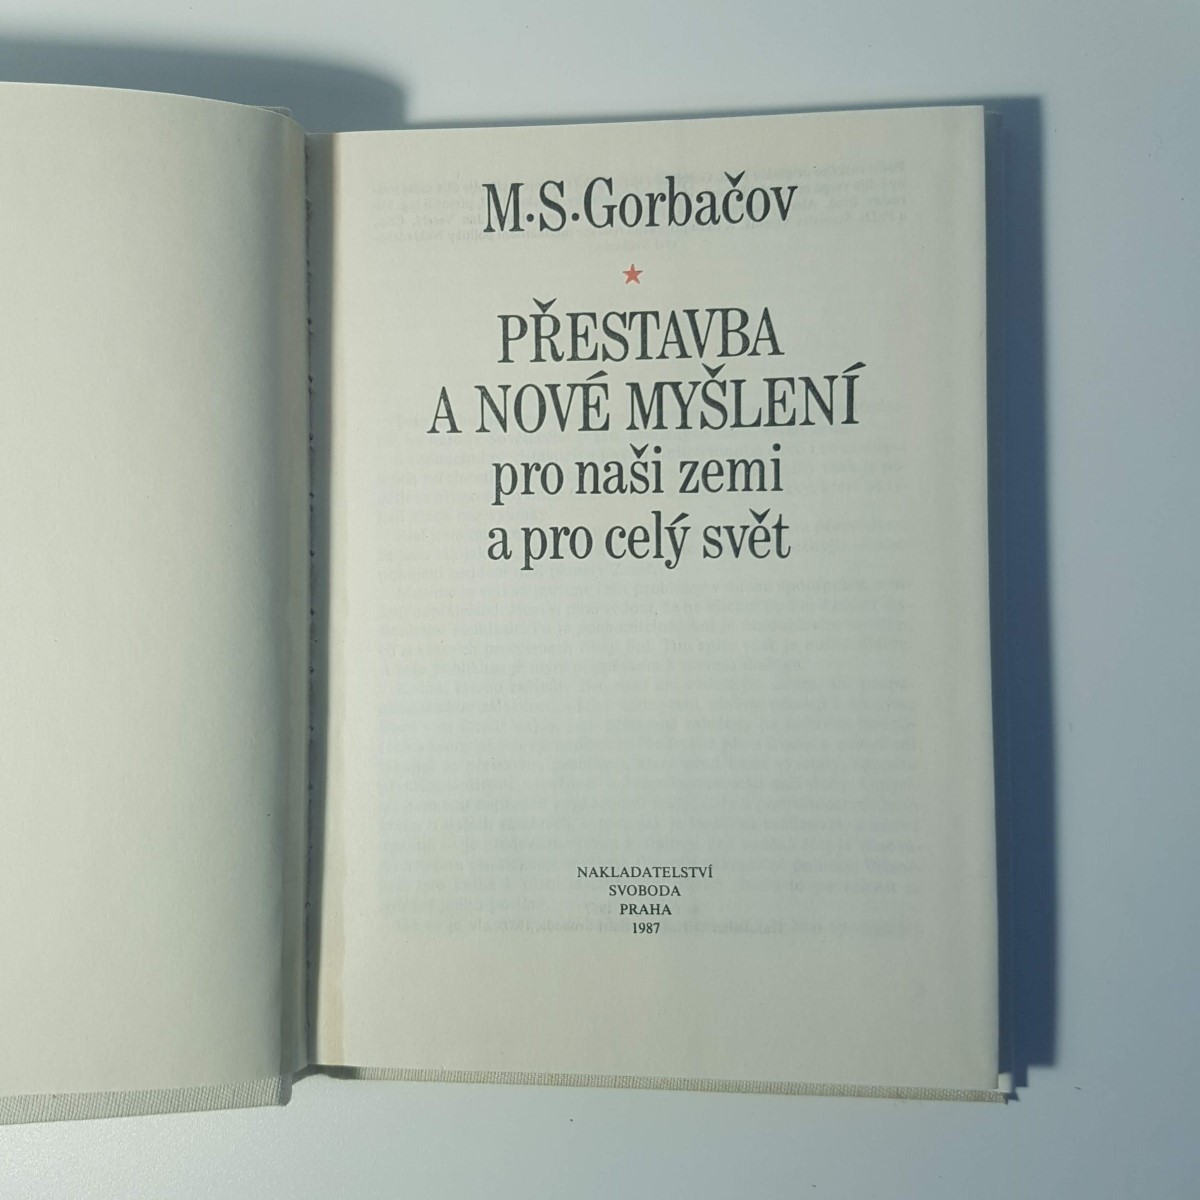 M.S.Gorbačov
PŘESTAVBA
A NOVÉ MYŠLENÍ
pro naši zemi
a pro celý svět
NAKLADATELSTVÍ
SVOBODA
PRAHA
1987